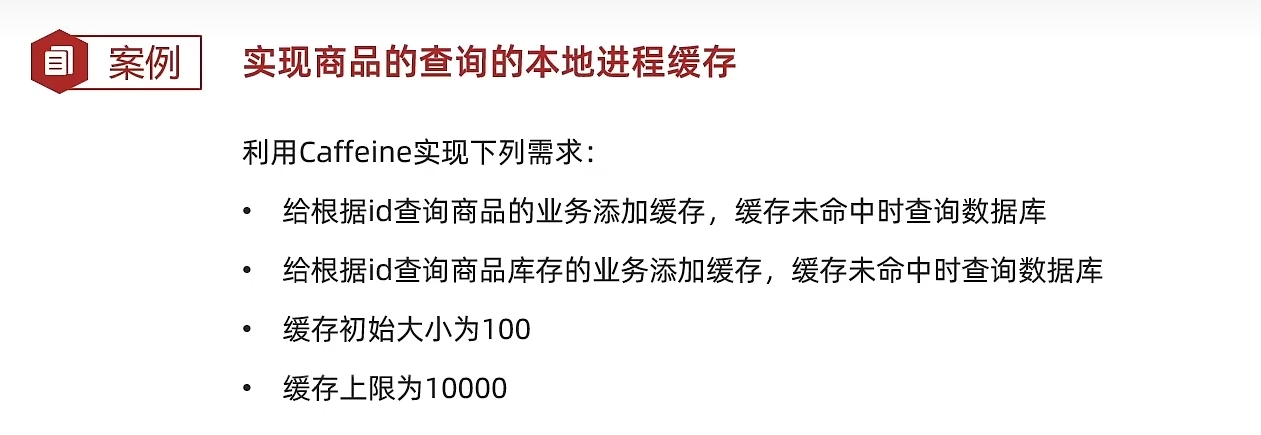 案例
实现商品的查询的本地进程缓存
利用Caffeine实现下列需求：
• 给根据id查询商品的业务添加缓存，缓存未命中时查询数据库
• 给根据id查询商品库存的业务添加缓存，缓存未命中时查询数据库
• 缓存初始大小为100
• 缓存上限为10000